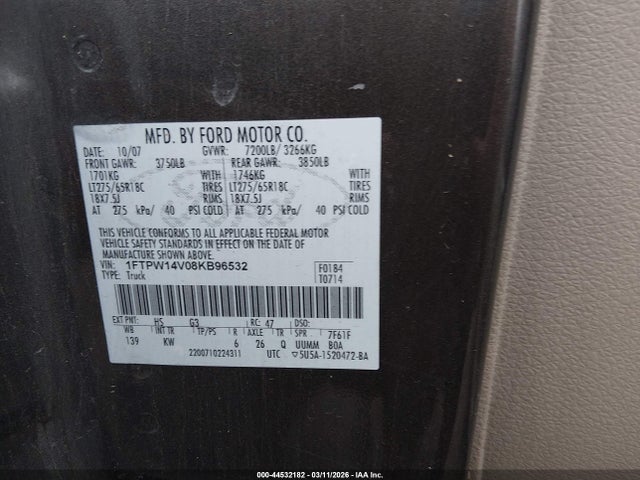 MFD. BY FORD MOTOR CO.
DATE: 10/07 GVWR: 7200LB/ 3266KG
FRONT GAWR: 3750LB REAR GAWR: 3850LB
1701KG WITH 1746KG WITH
LT275/65R18C TIRES LT275/65R18C TIRES
18X7.5J RIMS 18X7.5J RIMS
AT 275 kPa/ 40 PSI COLD AT 275 kPa/ 40 PSI COLD
THIS VEHICLE CONFORMS TO ALL APPLICABLE FEDERAL MOTOR
VEHICLE SAFETY STANDARDS IN EFFECT ON THE DATE OF
MANUFACTURE SHOWN ABOVE.
VIN: 1FTPW14V08KB96532 F0184
TYPE: Truck T0714
EXT PNT: HS G3 RC: 47 DSO:
WB INT TR TP/PS R AXLE TR SPR 7F61F
139 KW 6 26 Q UUMM BOA
2200710224311 UTC ▽5U5A-1520472-BA
000-44532182 - 03/11/2026 - IAA Inc.